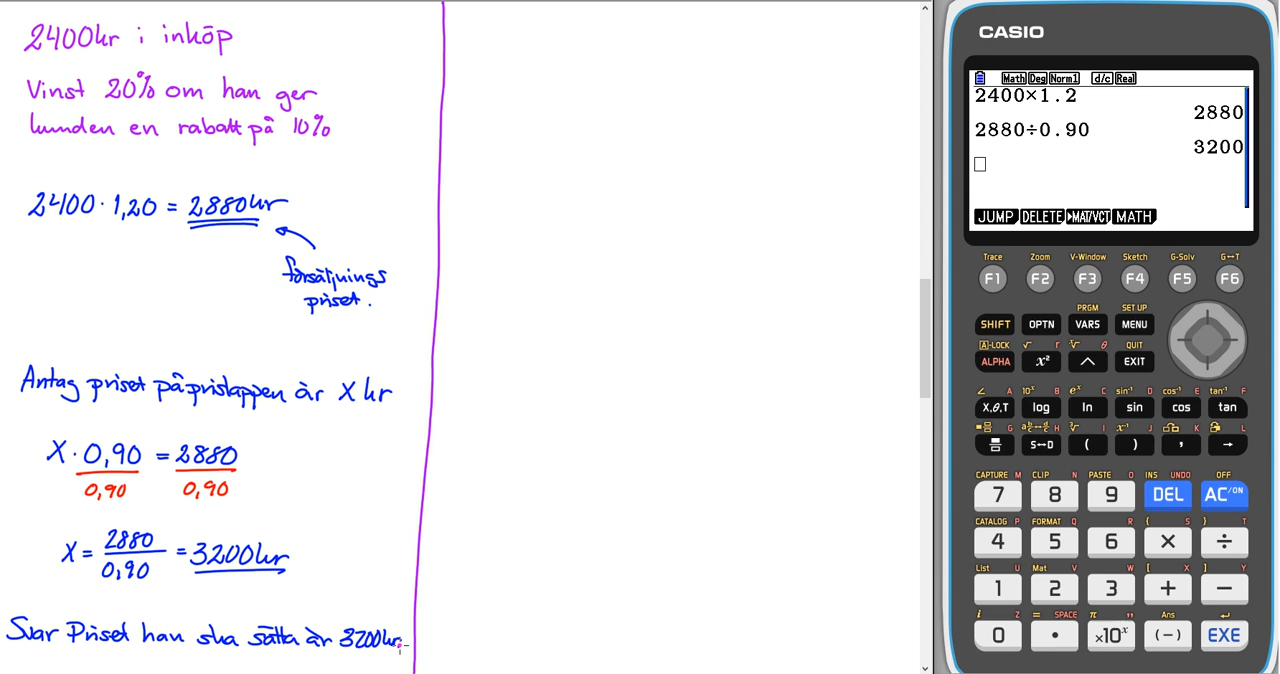 2400kr i inköp
Vinst 20% om han ger
kunden en rabatt på 10%
2400 · 1,20 = 2880kr
försäljnings
priset.
Antag priset på prislappen är X kr
X · 0,90 = 2880
0,90 0,90
X = 2880 / 0,90 = 3200kr
Svar Priset han ska sätta är 3200kr.
CASIO
Math Deg Norm1 d/c Real
2400×1.2
2880
2880÷0.90
3200
JUMP DELETE ▶MAT/VCT MATH
Trace Zoom V-Window Sketch G-Solv G↔T
F1 F2 F3 F4 F5 F6
PRGM SET UP
SHIFT OPTN VARS MENU
A-LOCK √ r θ QUIT
ALPHA x² ^ EXIT
∠ A 10ˣ B eˣ C sin⁻¹ D cos⁻¹ E tan⁻¹ F
X,θ,T log ln sin cos tan
G H I x⁻¹ J K L
S↔D ( ) , →
CAPTURE M CLIP N PASTE O INS UNDO OFF
7 8 9 DEL AC/ON
CATALOG P FORMAT Q R { S } T
4 5 6 × ÷
List U Mat V W [ X ] Y
1 2 3 + −
i Z = SPACE π " Ans
0 • ×10ˣ (−) EXE